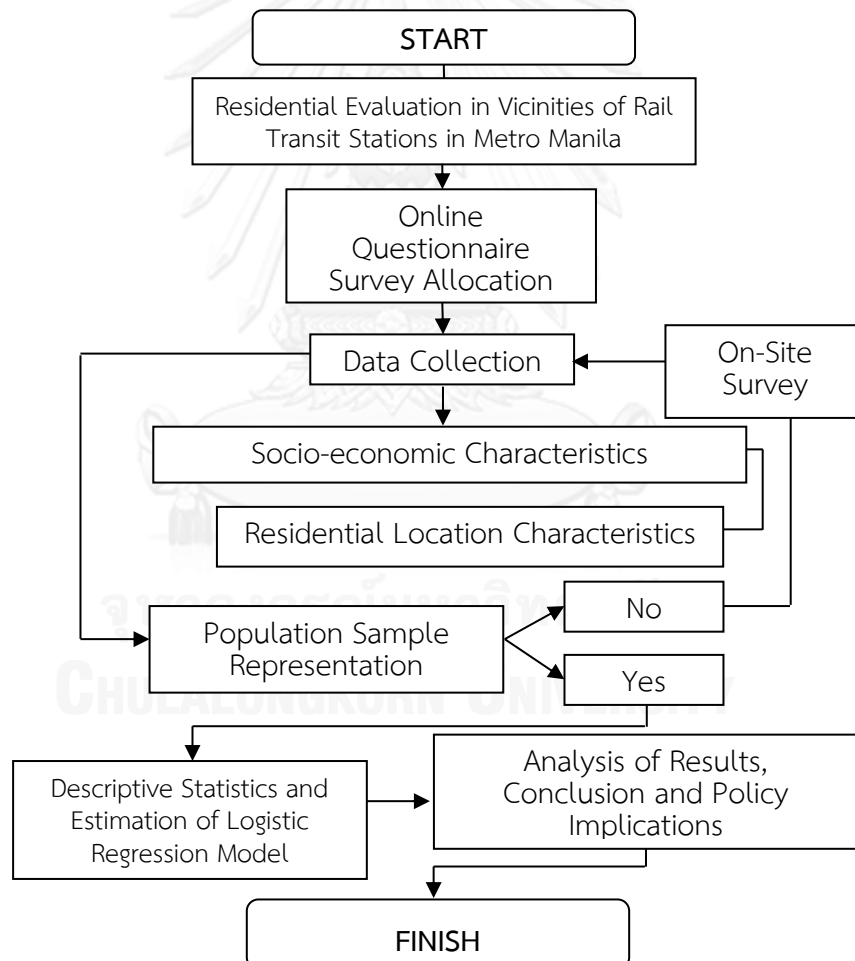 START
Residential Evaluation in Vicinities of Rail
Transit Stations in Metro Manila
Online
Questionnaire
Survey Allocation
Data Collection
On-Site
Survey
Socio-economic Characteristics
Residential Location Characteristics
No
Population Sample
Representation
Yes
CHULALONGKORN UNIVERSITY
Descriptive Statistics and
Estimation of Logistic
Regression Model
Analysis of Results,
Conclusion and Policy
Implications
FINISH